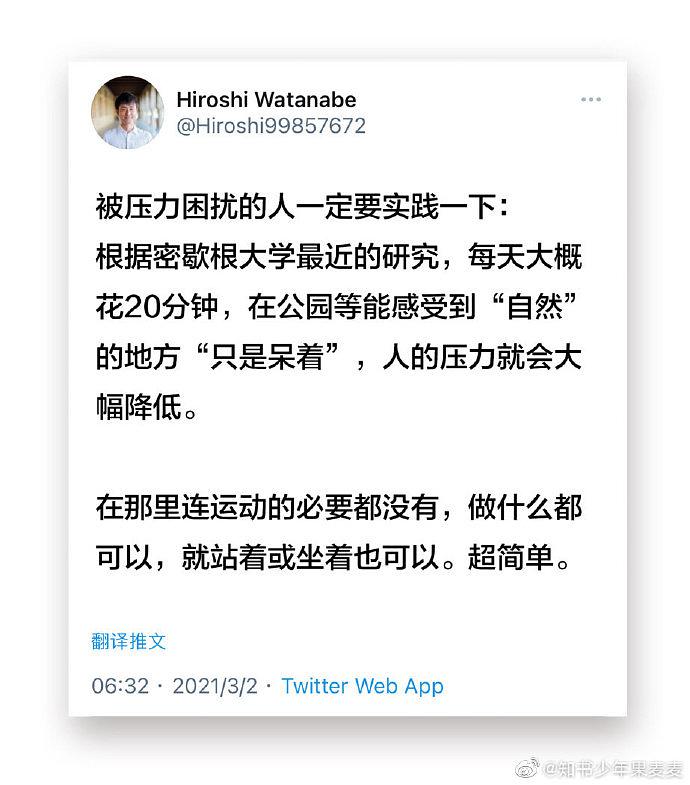 Hiroshi Watanabe
@Hiroshi99857672
被压力困扰的人一定要实践一下：
根据密歇根大学最近的研究，每天大概
花20分钟，在公园等能感受到“自然”
的地方“只是呆着”，人的压力就会大
幅降低。
在那里连运动的必要都没有，做什么都
可以，就站着或坐着也可以。超简单。
翻译推文
06:32 · 2021/3/2 · Twitter Web App
@知书少年果麦麦